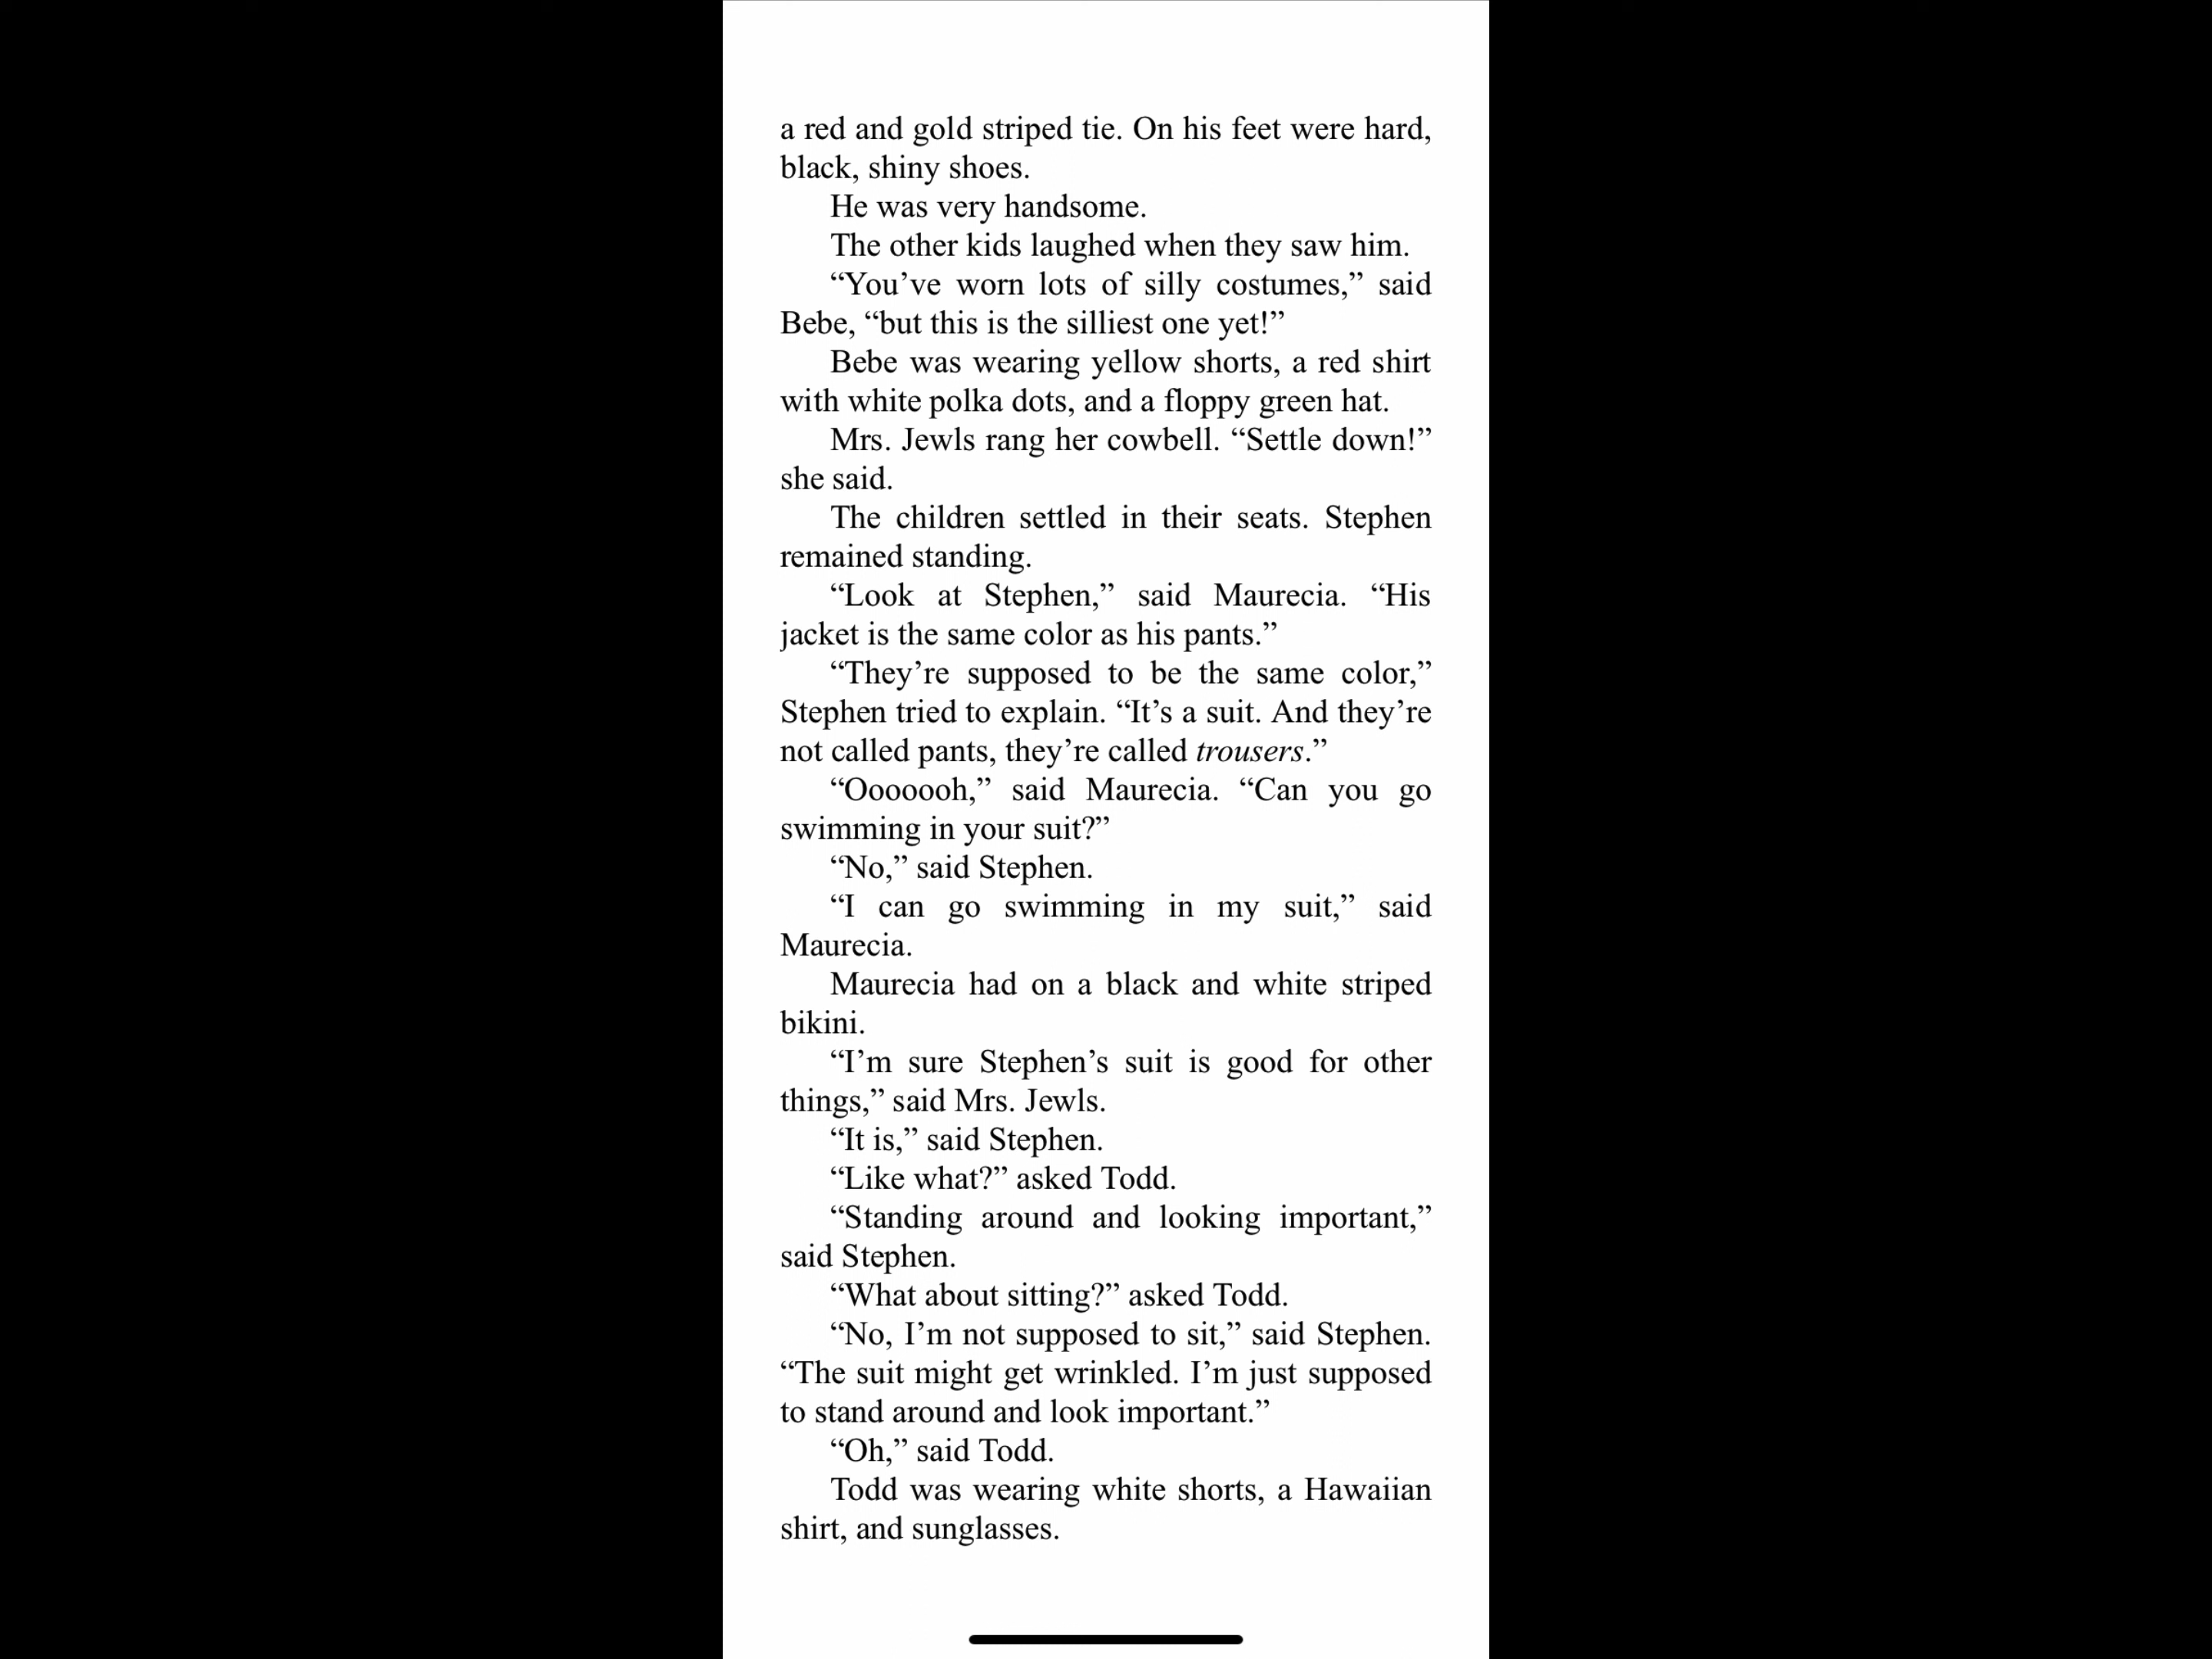 a red and gold striped tie. On his feet were hard,
black, shiny shoes.
He was very handsome.
The other kids laughed when they saw him.
“You’ve worn lots of silly costumes,” said
Bebe, “but this is the silliest one yet!”
Bebe was wearing yellow shorts, a red shirt
with white polka dots, and a floppy green hat.
Mrs. Jewls rang her cowbell. “Settle down!”
she said.
The children settled in their seats. Stephen
remained standing.
“Look at Stephen,” said Maurecia. “His
jacket is the same color as his pants.”
“They’re supposed to be the same color,”
Stephen tried to explain. “It’s a suit. And they’re
not called pants, they’re called trousers.”
“Ooooooh,” said Maurecia. “Can you go
swimming in your suit?”
“No,” said Stephen.
“I can go swimming in my suit,” said
Maurecia.
Maurecia had on a black and white striped
bikini.
“I’m sure Stephen’s suit is good for other
things,” said Mrs. Jewls.
“It is,” said Stephen.
“Like what?” asked Todd.
“Standing around and looking important,”
said Stephen.
“What about sitting?” asked Todd.
“No, I’m not supposed to sit,” said Stephen.
“The suit might get wrinkled. I’m just supposed
to stand around and look important.”
“Oh,” said Todd.
Todd was wearing white shorts, a Hawaiian
shirt, and sunglasses.